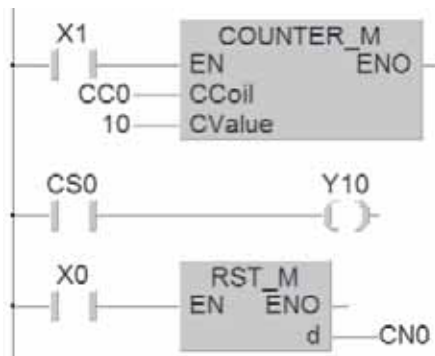 X1
COUNTER_M
EN ENO
CC0 CCoil
10 CValue
CS0 Y10
X0
RST_M
EN ENO
d CN0